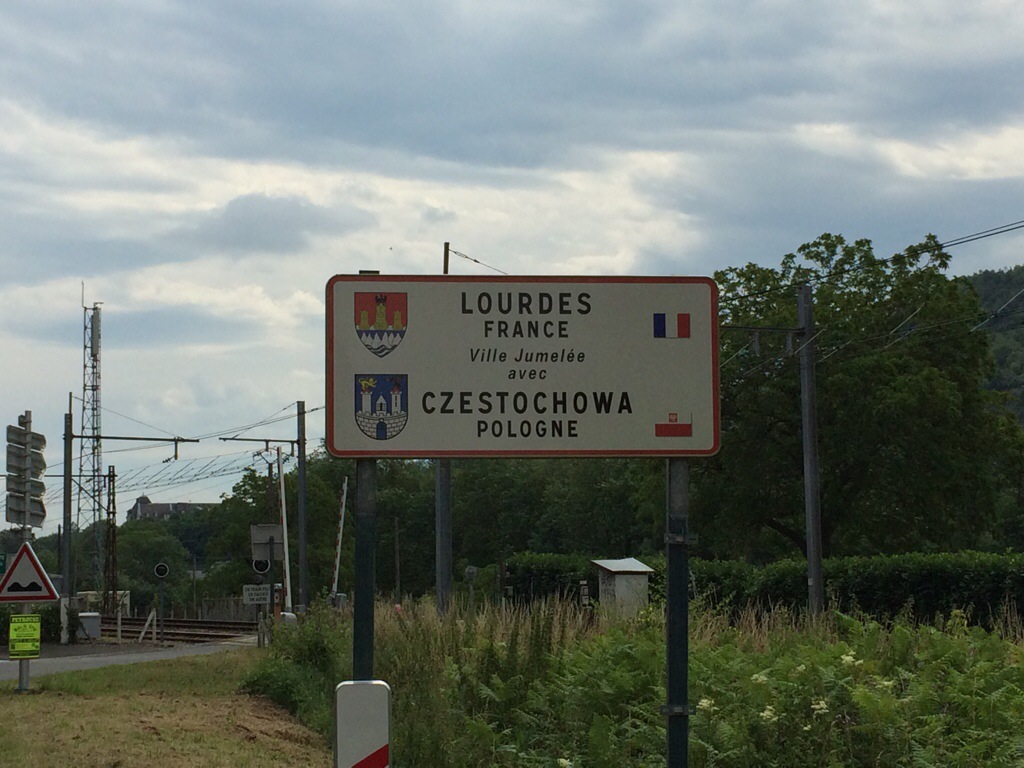 LOURDES
FRANCE
Ville Jumelée
avec
CZESTOCHOWA
POLOGNE